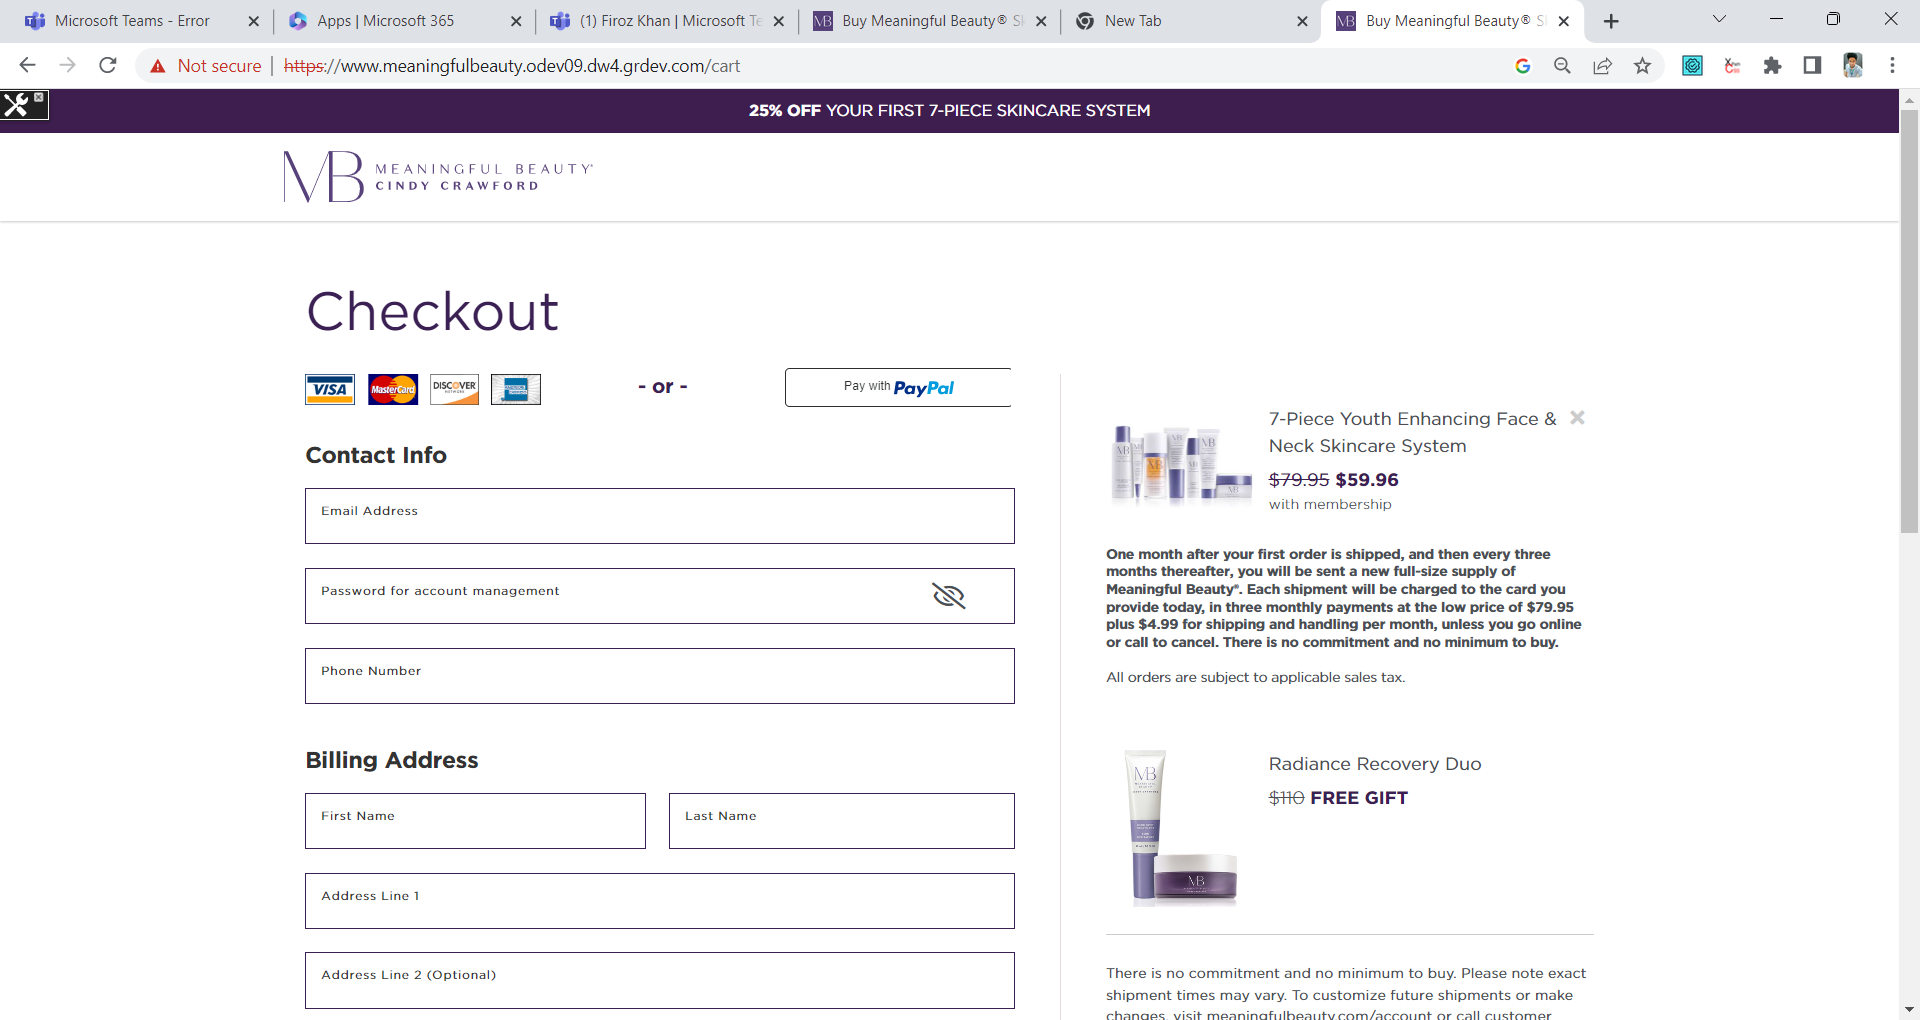 Microsoft Teams - Error
Apps | Microsoft 365
(1) Firoz Khan | Microsoft Te
Buy Meaningful Beauty® Sk
New Tab
Buy Meaningful Beauty® S
Not secure | https://www.meaningfulbeauty.odev09.dw4.grdev.com/cart
25% OFF YOUR FIRST 7-PIECE SKINCARE SYSTEM
MB MEANINGFUL BEAUTY®
CINDY CRAWFORD
Checkout
VISA MasterCard DISCOVER NETWORK
- or -
Pay with PayPal
Contact Info
Email Address
Password for account management
Phone Number
Billing Address
First Name
Last Name
Address Line 1
Address Line 2 (Optional)
7-Piece Youth Enhancing Face &
Neck Skincare System
$79.95 $59.96
with membership
One month after your first order is shipped, and then every three
months thereafter, you will be sent a new full-size supply of
Meaningful Beauty®. Each shipment will be charged to the card you
provide today, in three monthly payments at the low price of $79.95
plus $4.99 for shipping and handling per month, unless you go online
or call to cancel. There is no commitment and no minimum to buy.
All orders are subject to applicable sales tax.
MB
MB
Radiance Recovery Duo
$110 FREE GIFT
There is no commitment and no minimum to buy. Please note exact
shipment times may vary. To customize future shipments or make
changes, visit meaningfulbeauty.com/account or call customer